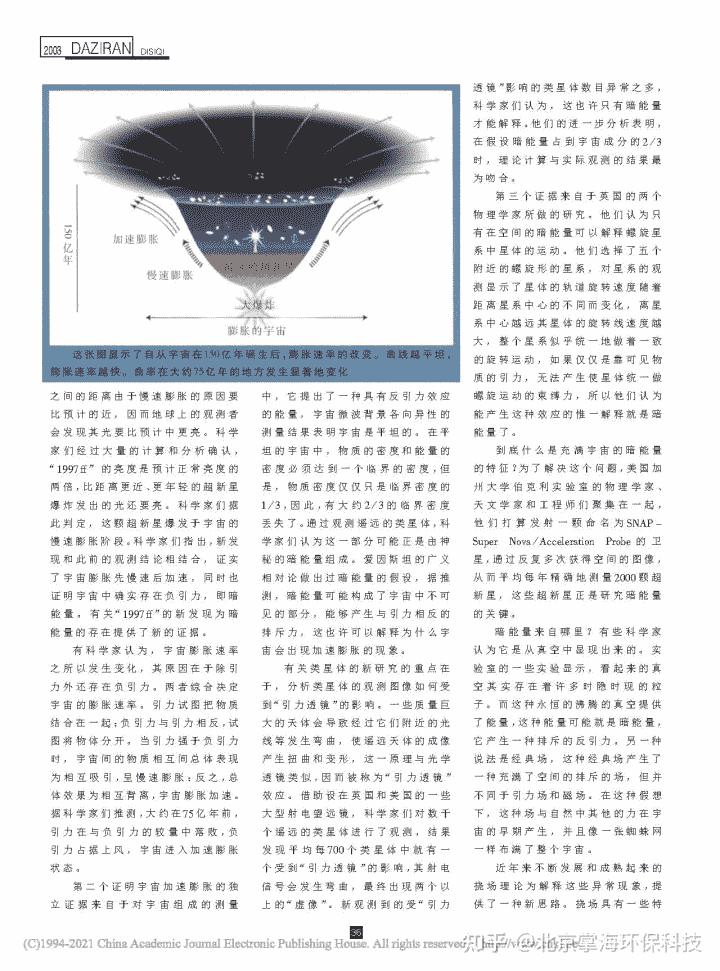 2003 DAZIRAN DISIQI
150亿年
加速膨胀
慢速膨胀
大爆炸
膨胀的宇宙
这张图显示了自从宇宙在150亿年诞生后,膨胀速率的改变。曲线越平坦,
膨胀速率越快。曲率在大约75亿年的地方发生显著地变化
之间的距离由于慢速膨胀的原因要
比预计的近，因而地球上的观测者
会发现其光要比预计中更亮。科学
家们经过大量的计算和分析确认，
“1997ff” 的亮度是预计正常亮度的
两倍,比距离更近、更年轻的超新星
爆炸发出的光还要亮。科学家们据
此判定，这颗超新星爆发于宇宙的
慢速膨胀阶段。科学家们指出,新发
现和此前的观测结论相结合，证实
了宇宙膨胀先慢速后加速，同时也
证明宇宙中确实存在负引力，即暗
能量。有关“1997ff”的新发现为暗
能量的存在提供了新的证据。
有科学家认为，宇宙膨胀速率
之所以发生变化，其原因在于除引
力外还存在负引力。两者综合决定
宇宙的膨胀速率。引力试图把物质
结合在一起;负引力与引力相反,试
图将物体分开。当引力强于负引力
时，宇宙间的物质相互间总体表现
为相互吸引,呈慢速膨胀;反之,总
体效果为相互背离,宇宙膨胀加速。
据科学家们推测,大约在75亿年前,
引力在与负引力的较量中落败,负
引力占据上风，宇宙进入加速膨胀
状态。
第二个证明宇宙加速膨胀的独
立证据来自于对宇宙组成的测量
中，它提出了一种具有反引力效应
的能量，宇宙微波背景各向异性的
测量结果表明宇宙是平坦的。在平
坦的宇宙中，物质的密度和能量的
密度必须达到一个临界的密度,但
是，物质密度仅仅只是临界密度的
1/3,因此,有大约2/3的临界密度
丢失了。通过观测遥远的类星体,科
学家们认为这一部分可能正是由神
秘的暗能量组成。爱因斯坦的广义
相对论做出过暗能量的假设，据推
测，暗能量可能构成了宇宙中不可
见的部分，能够产生与引力相反的
排斥力，这也许可以解释为什么宇
宙会出现加速膨胀的现象。
有关类星体的新研究的重点在
于，分析类星体的观测图像如何受
到“引力透镜”的影响。一些质量巨
大的天体会导致经过它们附近的光
线等发生弯曲，使遥远天体的成像
产生扭曲和变形，这一原理与光学
透镜类似,因而被称为“引力透镜”
效应。借助设在英国和美国的一些
大型射电望远镜，科学家们对数千
个遥远的类星体进行了观测，结果
发现平均每700个类星体中就有一
个受到“引力透镜”的影响,其射电
信号会发生弯曲，最终出现两个以
上的“虚像”。新观测到的受“引力
透镜”影响的类星体数目异常之多,
科学家们认为，这也许只有暗能量
才能解释。他们的进一步分析表明,
在假设暗能量占到宇宙成分的2/3
时，理论计算与实际观测的结果最
为吻合。
第三个证据来自于英国的两个
物理学家所做的研究。他们认为只
有在空间的暗能量可以解释螺旋星
系中星体的运动。他们选择了五个
附近的螺旋形的星系，对星系的观
测显示了星体的轨道旋转速度随着
距离星系中心的不同而变化，离星
系中心越远其星体的旋转线速度越
大，整个星系似乎统一地做着一致
的旋转运动，如果仅仅是靠可见物
质的引力，无法产生使星体统一做
螺旋运动的束缚力，所以他们认为
能产生这种效应的惟一解释就是暗
能量了。
到底什么是充满宇宙的暗能量
的特征?为了解决这个问题,美国加
州大学伯克利实验室的物理学家、
天文学家和工程师们聚集在一起，
他们打算发射一颗命名为SNAP-
Super Nova/Acceleration Probe的卫
星,通过反复多次获得空间的图像,
从而平均每年精确地测量2000颗超
新星，这些超新星正是研究暗能量
的关键。
暗能量来自哪里？有些科学家
认为它是从真空中显现出来的。实
验室的一些实验显示，看起来的真
空其实存在着许多时隐时现的粒
子。而这种永恒的沸腾的真空提供
了能量,这种能量可能就是暗能量,
它产生一种排斥的反引力。另一种
说法是经典场，这种经典场产生了
一种充满了空间的排斥的场，但并
不同于引力场和磁场。在这种假想
下，这种场与自然中其他的力在宇
宙的早期产生，并且像一张蜘蛛网
一样布满了整个宇宙。
近年来不断发展和成熟起来的
挠场理论为解释这些异常现象,提
供了一种新思路。挠场具有一些特
36
(C)1994-2021 China Academic Journal Electronic Publishing House. All rights reserved. http://www.cnki.net
知乎 @北京掌海环保科技